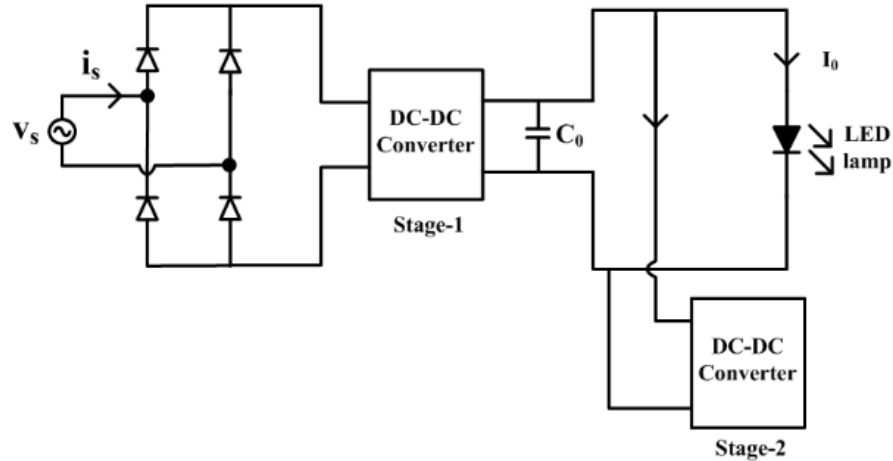 i_s
v_s
DC-DC
Converter
Stage-1
C_0
I_0
LED
lamp
DC-DC
Converter
Stage-2